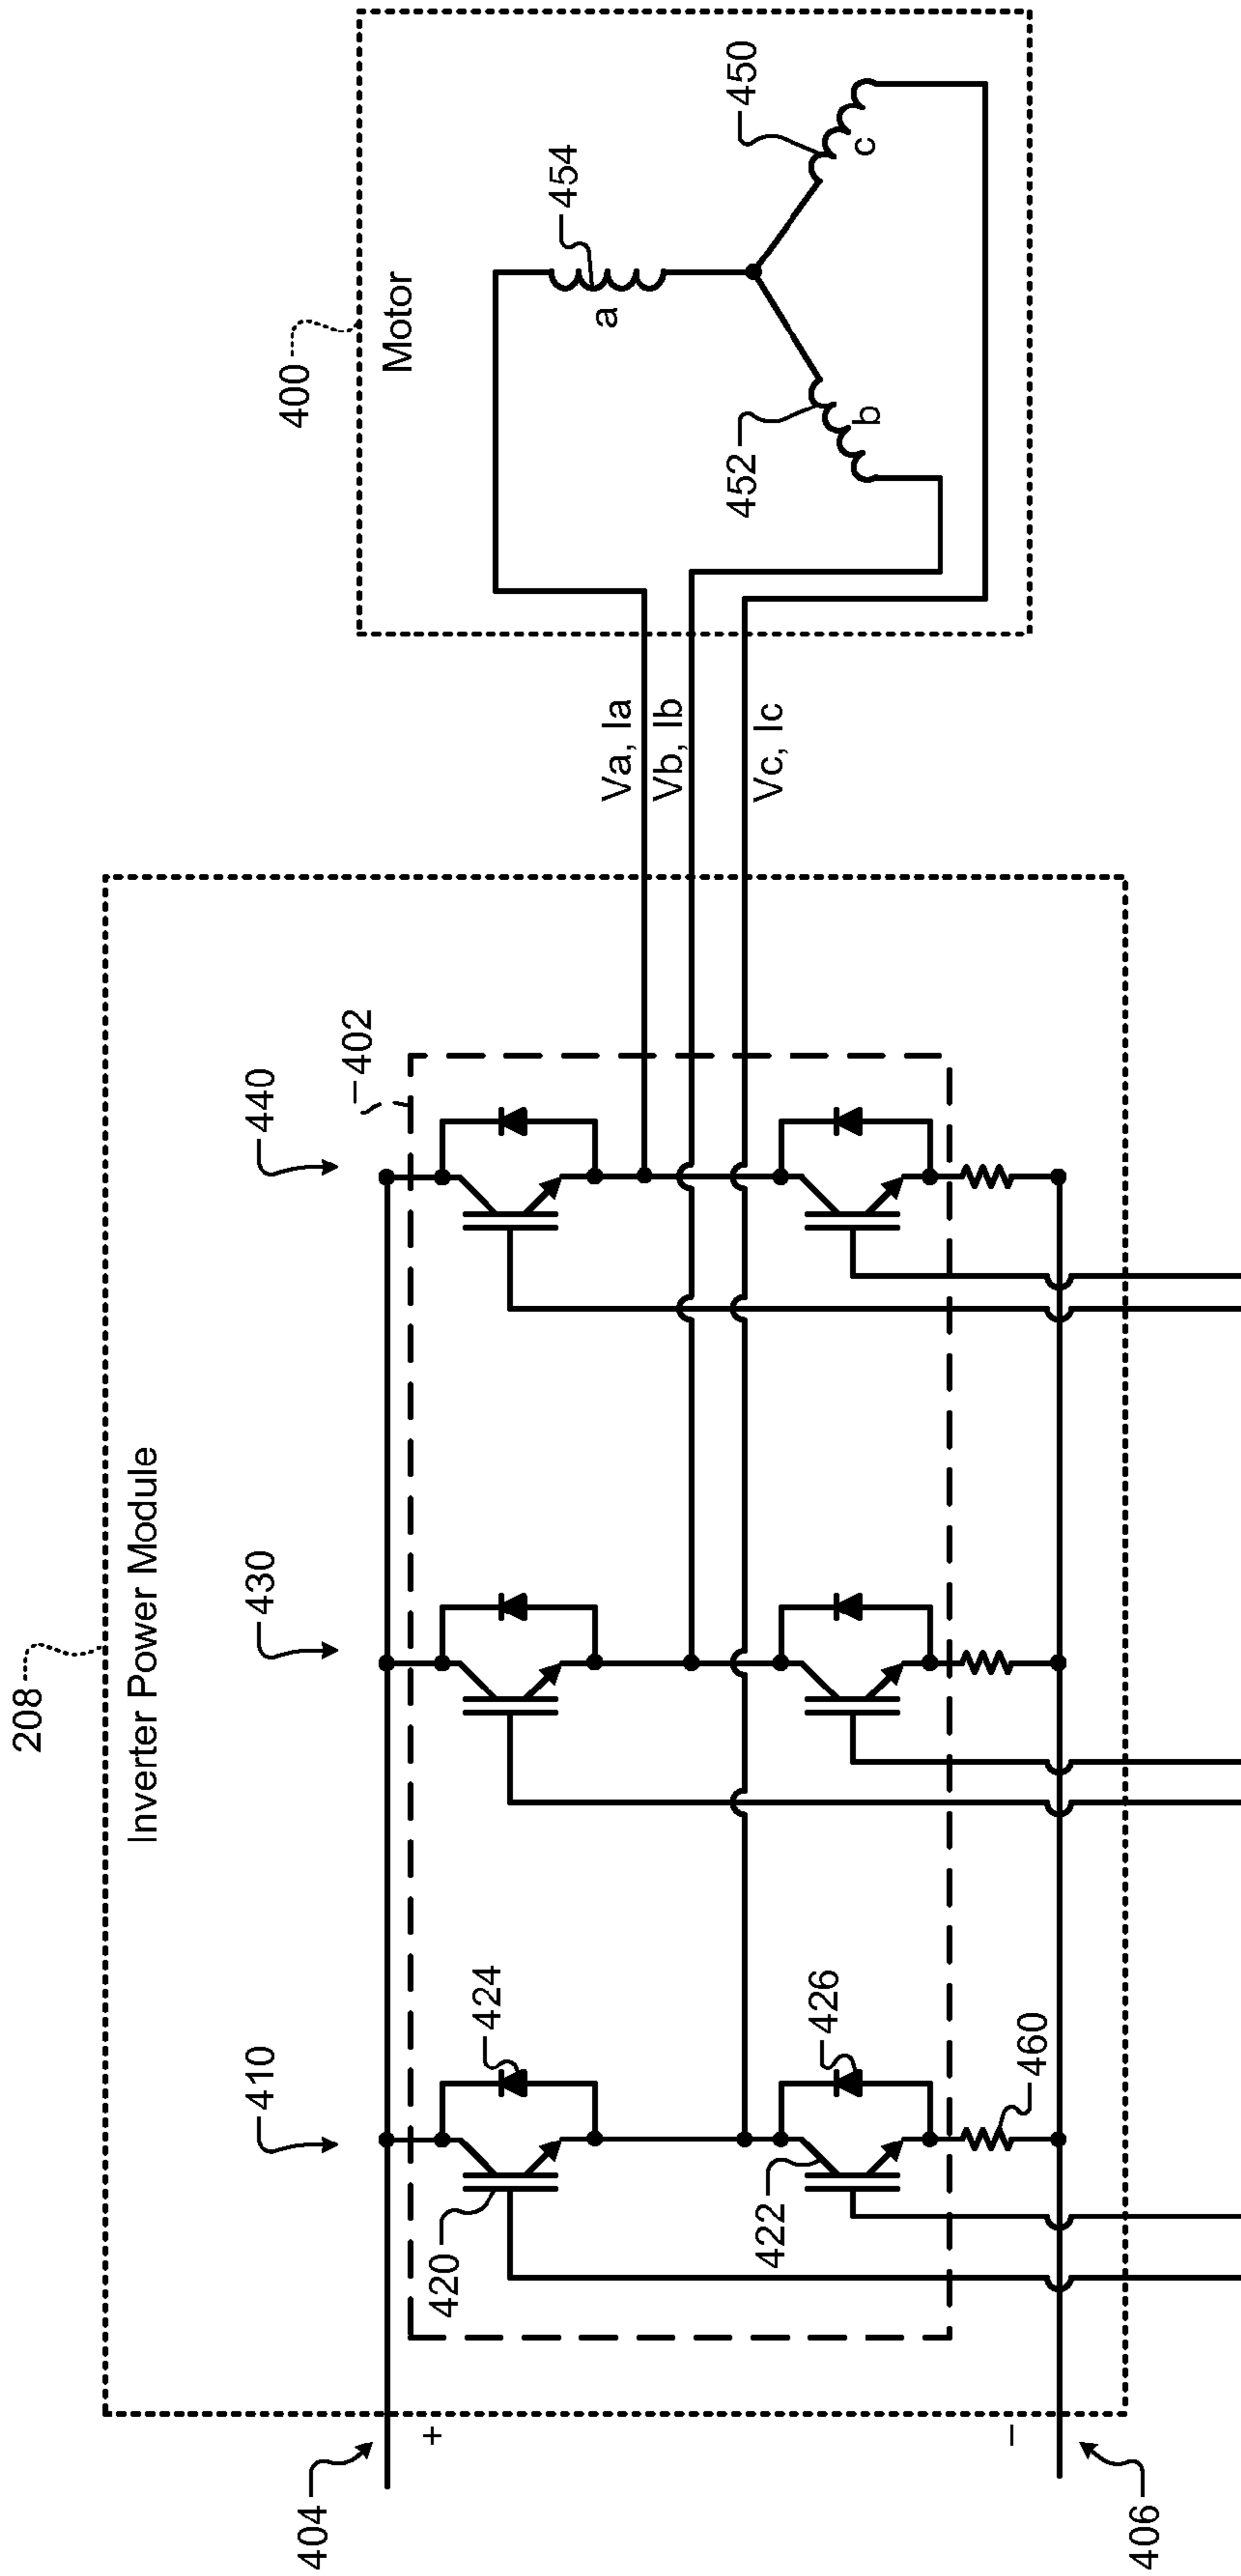 208
Inverter Power Module
400
Motor
404
+
410
430
440
402
420
424
422
426
460
−
406
Va, Ia
Vb, Ib
Vc, Ic
a
454
452
b
450
c